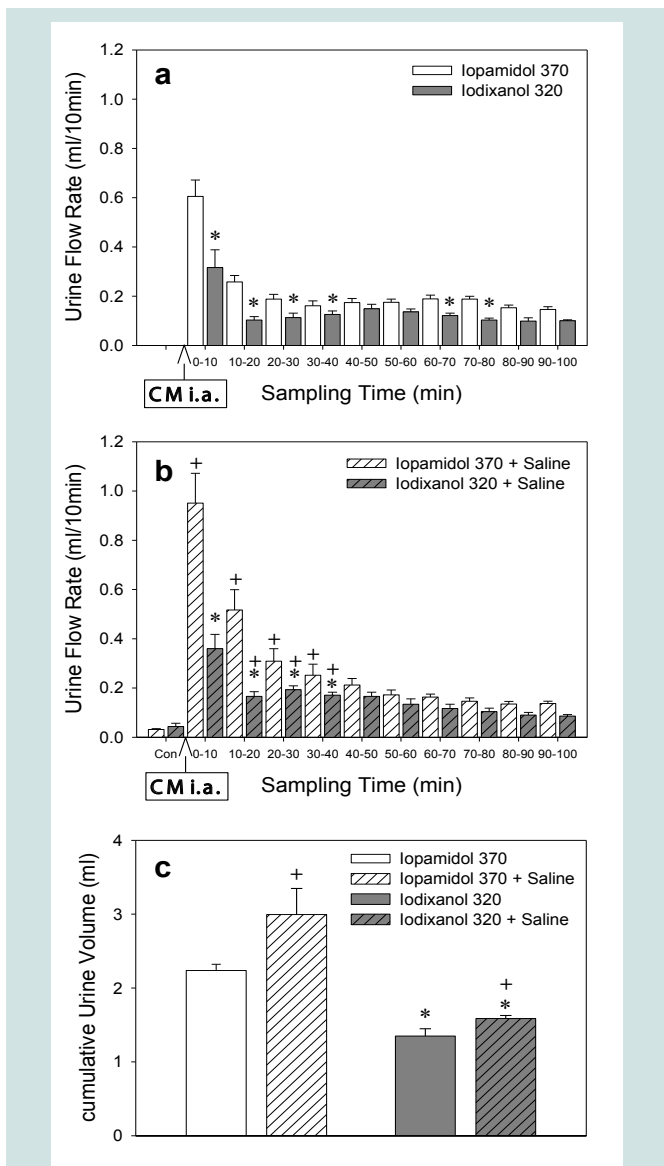 a
Iopamidol 370
Iodixanol 320
Urine Flow Rate (ml/10min)
1.2
1.0
0.8
0.6
0.4
0.2
0.0
* * * * * *
0-10 10-20 20-30 30-40 40-50 50-60 60-70 70-80 80-90 90-100
CM i.a.
Sampling Time (min)
b
Iopamidol 370 + Saline
Iodixanol 320 + Saline
Urine Flow Rate (ml/10min)
1.2
1.0
0.8
0.6
0.4
0.2
0.0
+ + + +
+ + +
* * * *
Con 0-10 10-20 20-30 30-40 40-50 50-60 60-70 70-80 80-90 90-100
CM i.a.
Sampling Time (min)
c
Iopamidol 370
Iopamidol 370 + Saline
Iodixanol 320
Iodixanol 320 + Saline
cumulative Urine Volume (ml)
4
3
2
1
0
+
+
* *